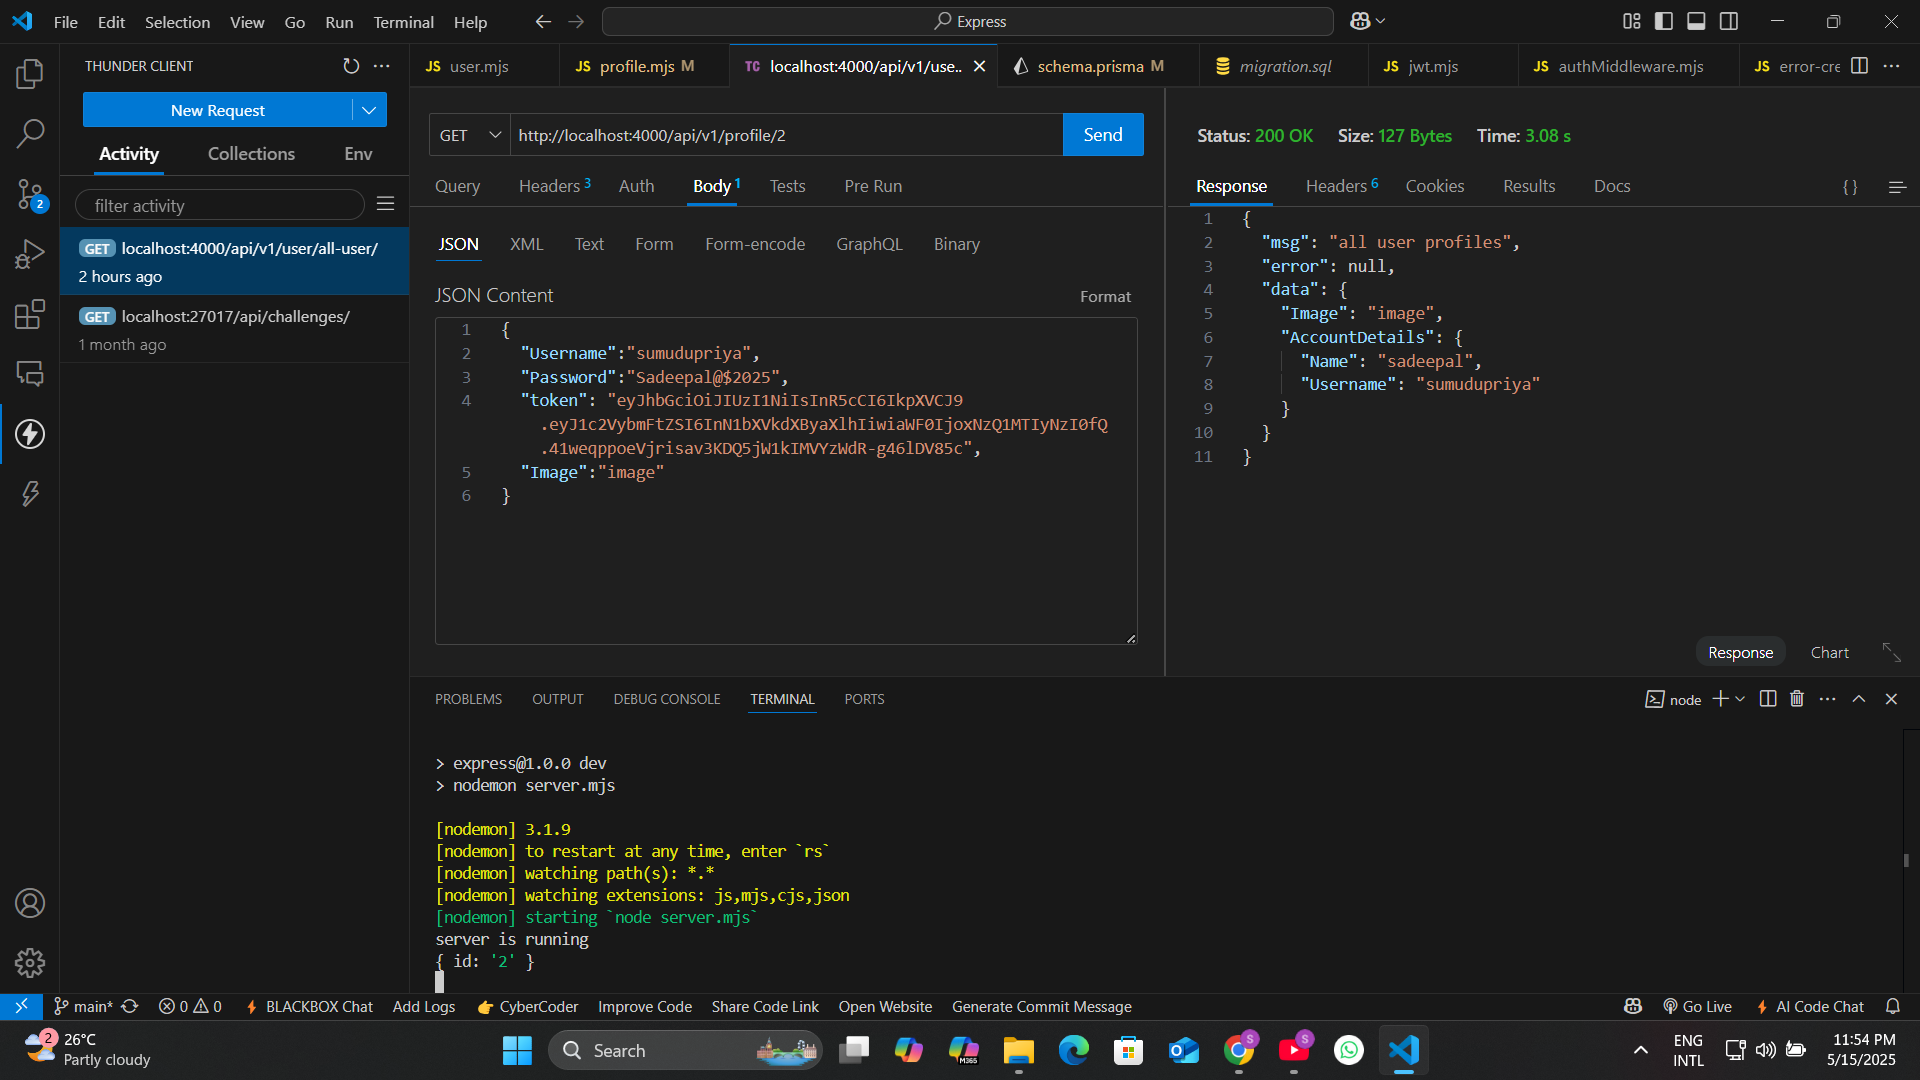 File Edit Selection View Go Run Terminal Help
Express
THUNDER CLIENT
New Request
Activity Collections Env
filter activity
GET localhost:4000/api/v1/user/all-user/
2 hours ago
GET localhost:27017/api/challenges/
1 month ago
2
JS user.mjs
JS profile.mjs M
TC localhost:4000/api/v1/use..
schema.prisma M
migration.sql
JS jwt.mjs
JS authMiddleware.mjs
JS error-cre
GET http://localhost:4000/api/v1/profile/2 Send
Query Headers 3 Auth Body 1 Tests Pre Run
JSON XML Text Form Form-encode GraphQL Binary
JSON Content Format
1 {
2 "Username":"sumudupriya",
3 "Password":"Sadeepal@$2025",
4 "token": "eyJhbGciOiJIUzI1NiIsInR5cCI6IkpXVCJ9
.eyJ1c2VybmFtZSI6InN1bXVkdXByaXlhIiwiaWF0IjoxNzQ1MTIyNzI0fQ
.41weqppoeVjrisav3KDQ5jW1kIMVYzWdR-g46lDV85c",
5 "Image":"image"
6 }
Status: 200 OK Size: 127 Bytes Time: 3.08 s
Response Headers 6 Cookies Results Docs { }
1 {
2 "msg": "all user profiles",
3 "error": null,
4 "data": {
5 "Image": "image",
6 "AccountDetails": {
7 "Name": "sadeepal",
8 "Username": "sumudupriya"
9 }
10 }
11 }
Response Chart
PROBLEMS OUTPUT DEBUG CONSOLE TERMINAL PORTS
node
> express@1.0.0 dev
> nodemon server.mjs
[nodemon] 3.1.9
[nodemon] to restart at any time, enter `rs`
[nodemon] watching path(s): *.*
[nodemon] watching extensions: js,mjs,cjs,json
[nodemon] starting `node server.mjs`
server is running
{ id: '2' }
main* 0 0 BLACKBOX Chat Add Logs CyberCoder Improve Code Share Code Link Open Website Generate Commit Message Go Live AI Code Chat
2
26°C
Partly cloudy
Search
M365
S
S
ENG
INTL
11:54 PM
5/15/2025